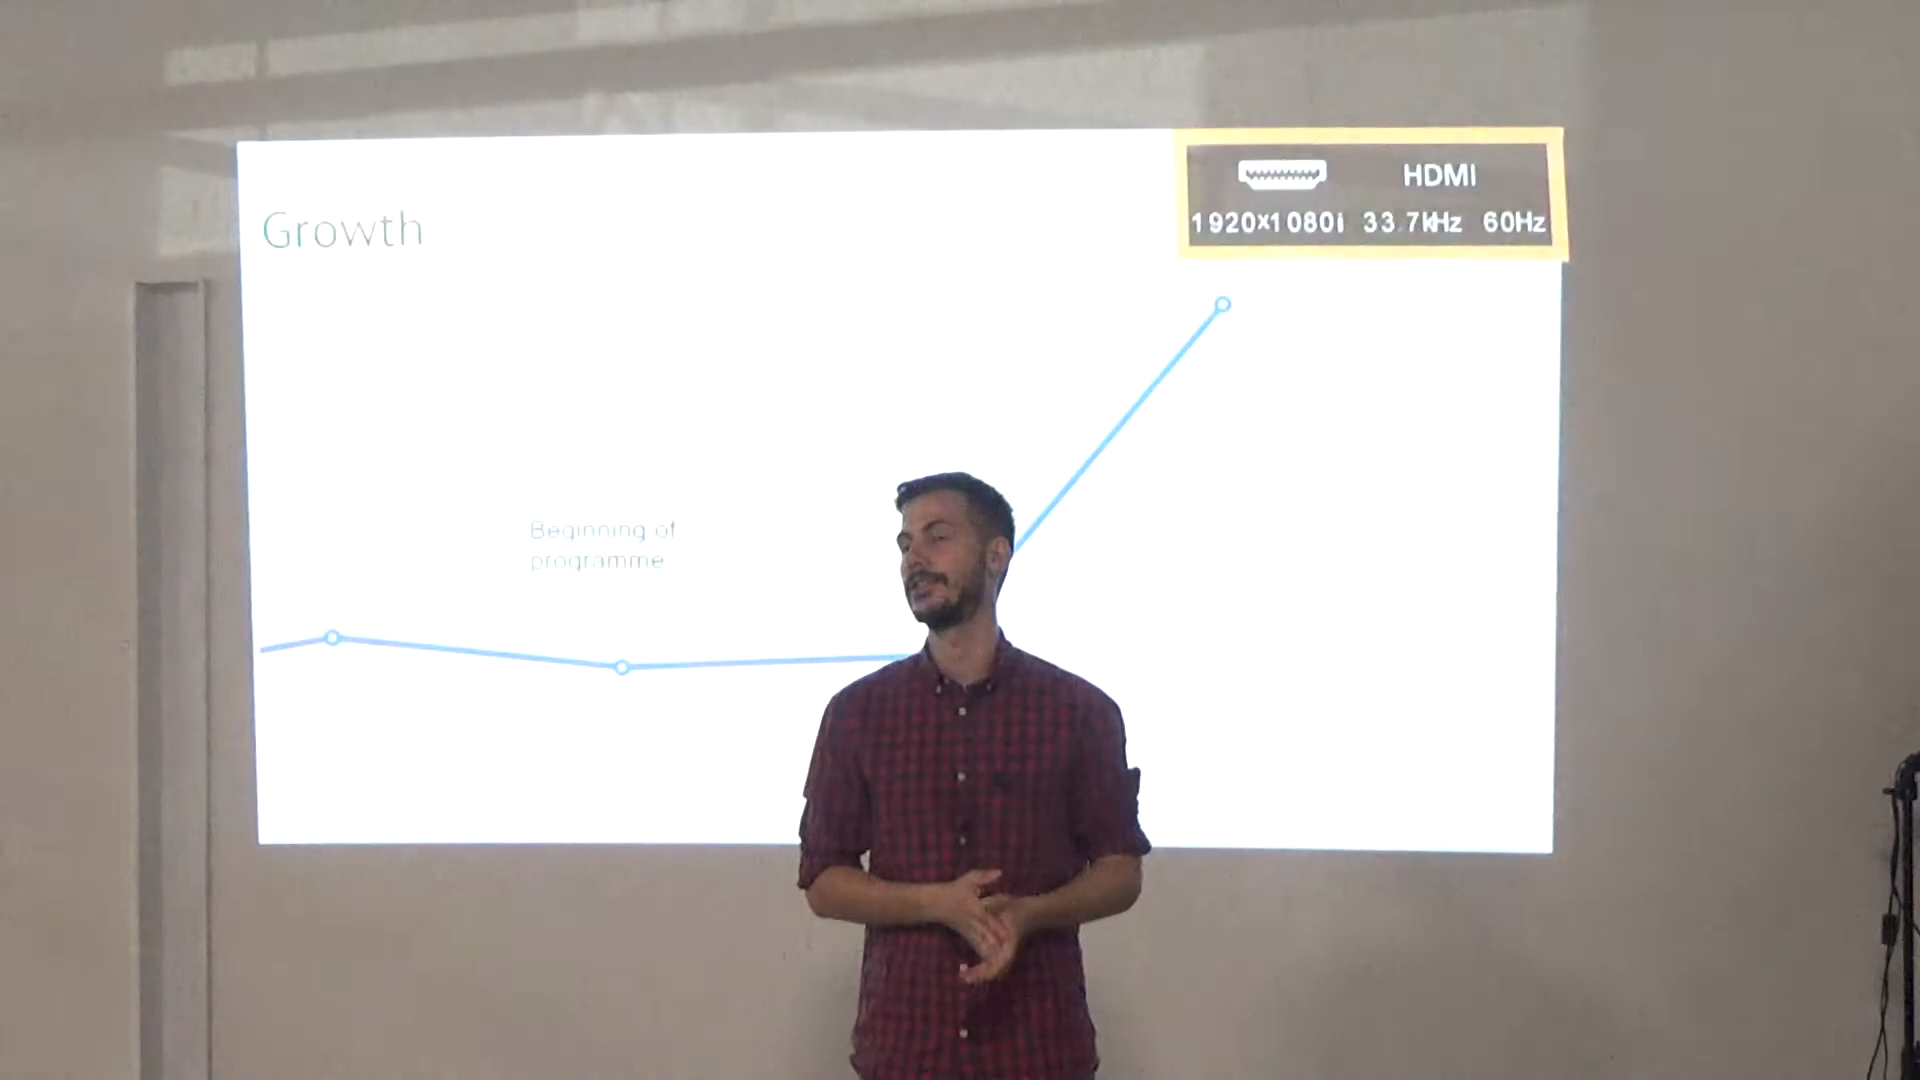 HDMI
1920x1080i 33.7kHz 60Hz
Growth
Beginning of
programme